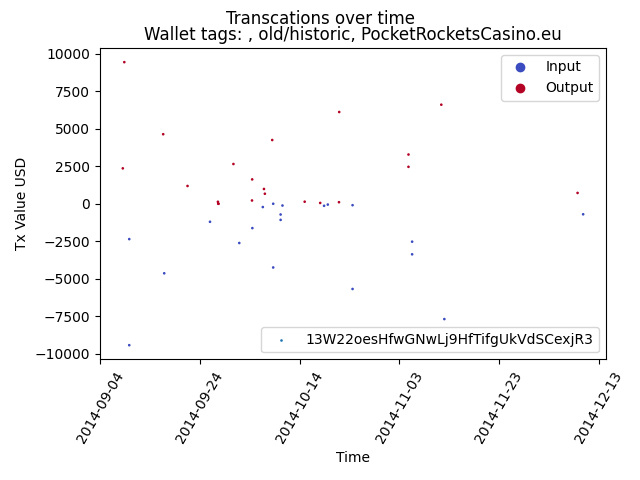 Transcations over time
Wallet tags: , old/historic, PocketRocketsCasino.eu
10000
7500
5000
2500
0
−2500
−5000
−7500
−10000
Tx Value USD
Input
Output
13W22oesHfwGNwLj9HfTifgUkVdSCexjR3
2014-09-04
2014-09-24
2014-10-14
2014-11-03
2014-11-23
2014-12-13
Time